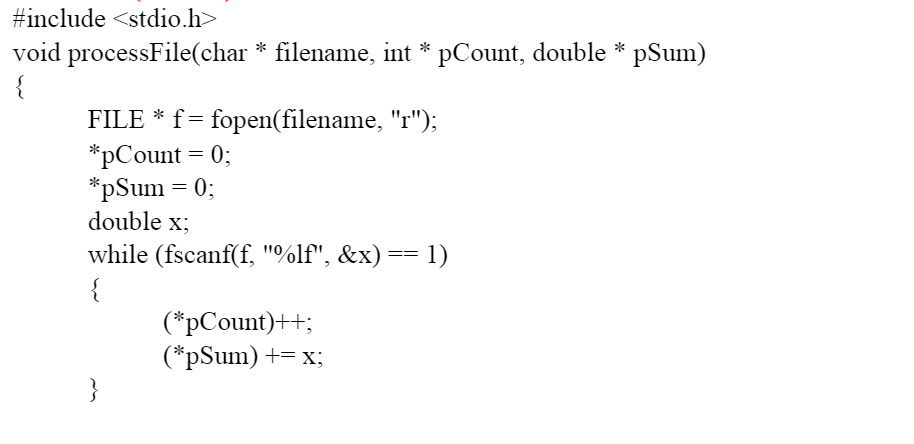 #include <stdio.h>
void processFile(char * filename, int * pCount, double * pSum)
{
FILE * f = fopen(filename, "r");
*pCount = 0;
*pSum = 0;
double x;
while (fscanf(f, "%lf", &x) == 1)
{
(*pCount)++;
(*pSum) += x;
}